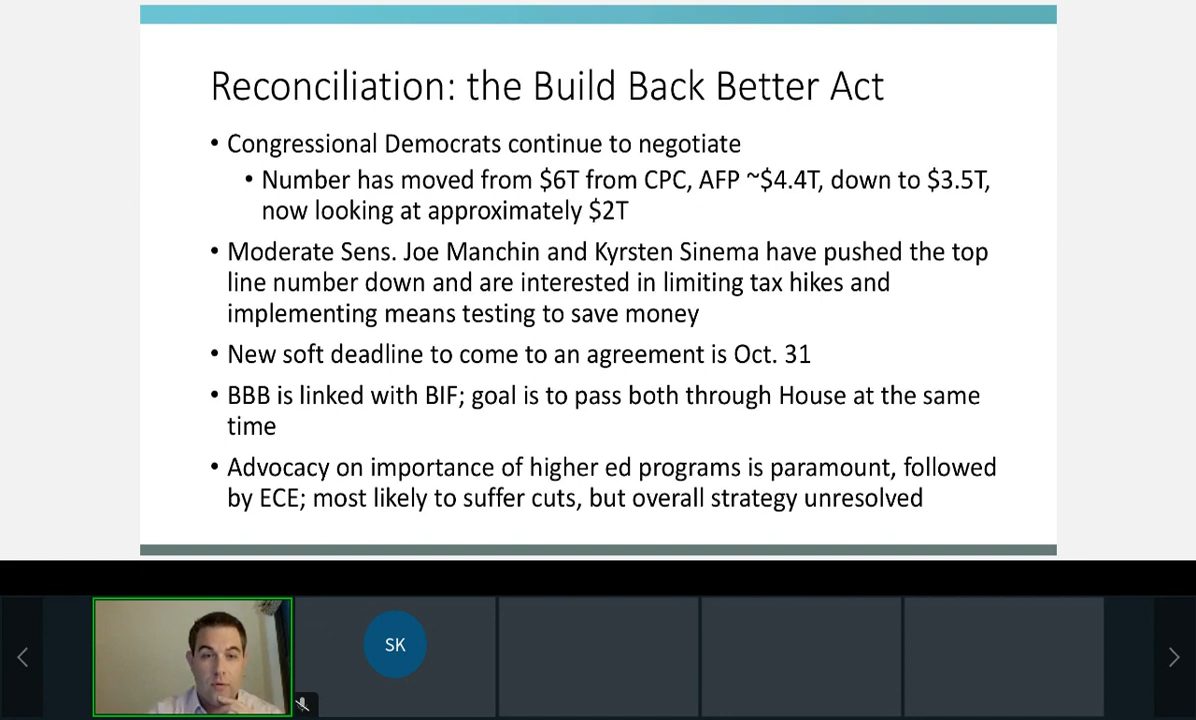 Reconciliation: the Build Back Better Act
• Congressional Democrats continue to negotiate
• Number has moved from $6T from CPC, AFP ~$4.4T, down to $3.5T,
now looking at approximately $2T
• Moderate Sens. Joe Manchin and Kyrsten Sinema have pushed the top
line number down and are interested in limiting tax hikes and
implementing means testing to save money
• New soft deadline to come to an agreement is Oct. 31
• BBB is linked with BIF; goal is to pass both through House at the same
time
• Advocacy on importance of higher ed programs is paramount, followed
by ECE; most likely to suffer cuts, but overall strategy unresolved
SK